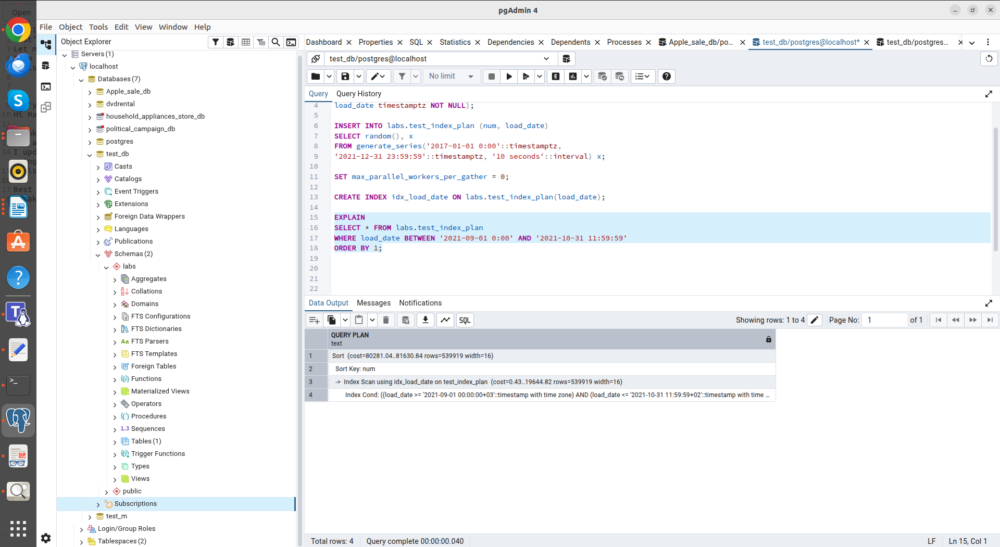 Open
pgAdmin 4
File Object Tools Edit View Window Help
Object Explorer
Servers (1)
localhost
Databases (7)
Apple_sale_db
dvdrental
household_appliances_store_db
political_campaign_db
postgres
test_db
Casts
Catalogs
Event Triggers
Extensions
Foreign Data Wrappers
Languages
Publications
Schemas (2)
labs
Aggregates
Collations
Domains
FTS Configurations
FTS Dictionaries
FTS Parsers
FTS Templates
Foreign Tables
Functions
Materialized Views
Operators
Procedures
Sequences
Tables (1)
Trigger Functions
Types
Views
public
Subscriptions
test_m
Login/Group Roles
Tablespaces (2)
Dashboard Properties SQL Statistics Dependencies Dependents Processes Apple_sale_db/po... test_db/postgres@localhost* test_db/postgres...
test_db/postgres@localhost
No limit
Query Query History
4 load_date timestamptz NOT NULL);
5
6 INSERT INTO labs.test_index_plan (num, load_date)
7 SELECT random(), x
8 FROM generate_series('2017-01-01 0:00'::timestamptz,
9 '2021-12-31 23:59:59'::timestamptz, '10 seconds'::interval) x;
10
11 SET max_parallel_workers_per_gather = 0;
12
13 CREATE INDEX idx_load_date ON labs.test_index_plan(load_date);
14
15 EXPLAIN
16 SELECT * FROM labs.test_index_plan
17 WHERE load_date BETWEEN '2021-09-01 0:00' AND '2021-10-31 11:59:59'
18 ORDER BY 1;
19
20
21
22
Data Output Messages Notifications
SQL
Showing rows: 1 to 4 Page No: 1 of 1
QUERY PLAN
text
1 Sort (cost=80281.04..81630.84 rows=539919 width=16)
2 Sort Key: num
3 -> Index Scan using idx_load_date on test_index_plan (cost=0.43..19644.82 rows=539919 width=16)
4 Index Cond: ((load_date >= '2021-09-01 00:00:00+03'::timestamp with time zone) AND (load_date <= '2021-10-31 11:59:59+02'::timestamp with time ...
Total rows: 4 Query complete 00:00:00.040 LF Ln 15, Col 1